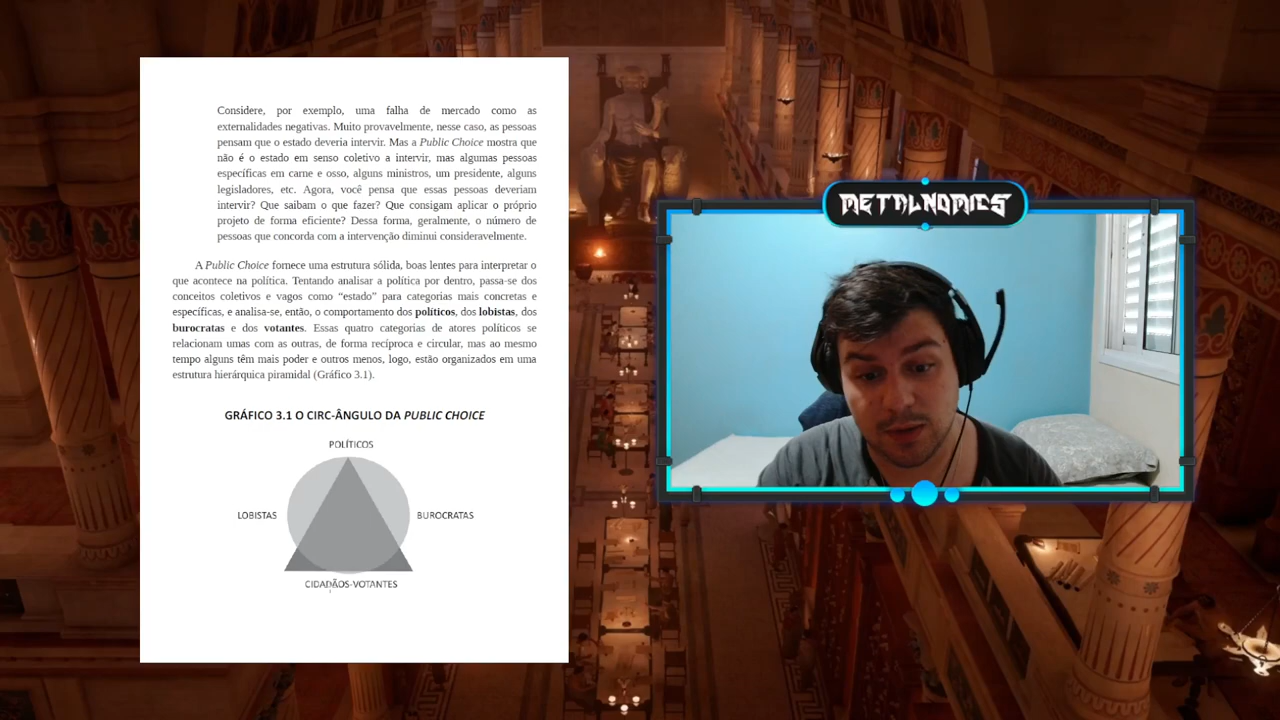 Considere, por exemplo, uma falha de mercado como as
externalidades negativas. Muito provavelmente, nesse caso, as pessoas
pensam que o estado deveria intervir. Mas a Public Choice mostra que
não é o estado em senso coletivo a intervir, mas algumas pessoas
específicas em carne e osso, alguns ministros, um presidente, alguns
legisladores, etc. Agora, você pensa que essas pessoas deveriam
intervir? Que saibam o que fazer? Que consigam aplicar o próprio
projeto de forma eficiente? Dessa forma, geralmente, o número de
pessoas que concorda com a intervenção diminui consideravelmente.
A Public Choice fornece uma estrutura sólida, boas lentes para interpretar o
que acontece na política. Tentando analisar a política por dentro, passa-se dos
conceitos coletivos e vagos como “estado” para categorias mais concretas e
específicas, e analisa-se, então, o comportamento dos políticos, dos lobistas, dos
burocratas e dos votantes. Essas quatro categorias de atores políticos se
relacionam umas com as outras, de forma recíproca e circular, mas ao mesmo
tempo alguns têm mais poder e outros menos, logo, estão organizados em uma
estrutura hierárquica piramidal (Gráfico 3.1).
GRÁFICO 3.1 O CIRC-ÂNGULO DA PUBLIC CHOICE
POLÍTICOS
LOBISTAS
BUROCRATAS
CIDADÃOS-VOTANTES
METALNOMICS